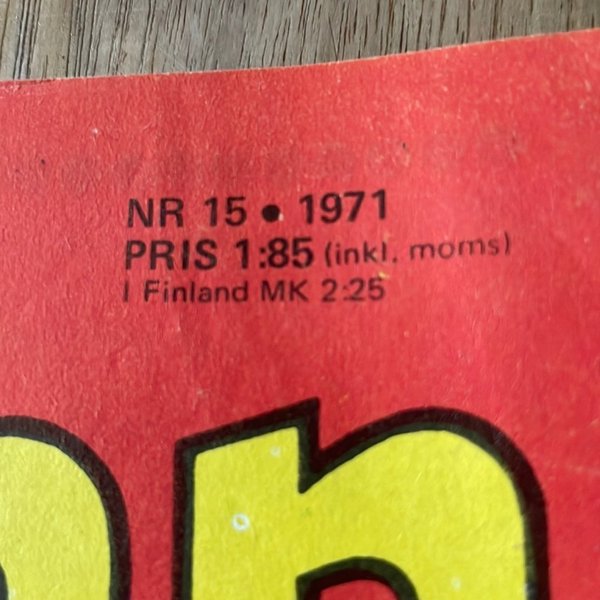 NR 15 • 1971
PRIS 1:85 (inkl. moms)
I Finland MK 2:25
n